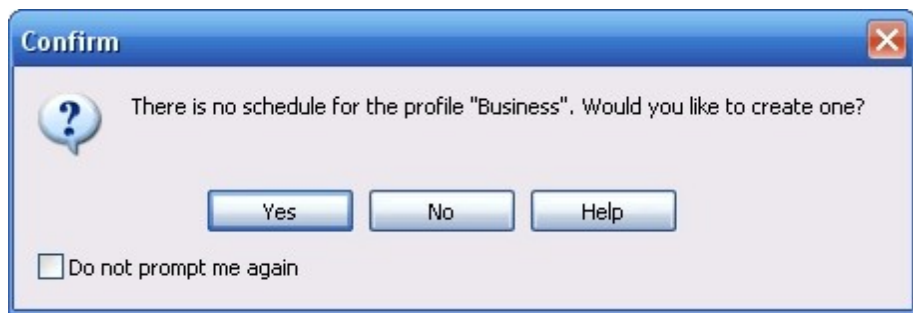 Confirm
There is no schedule for the profile "Business". Would you like to create one?
Yes
No
Help
Do not prompt me again